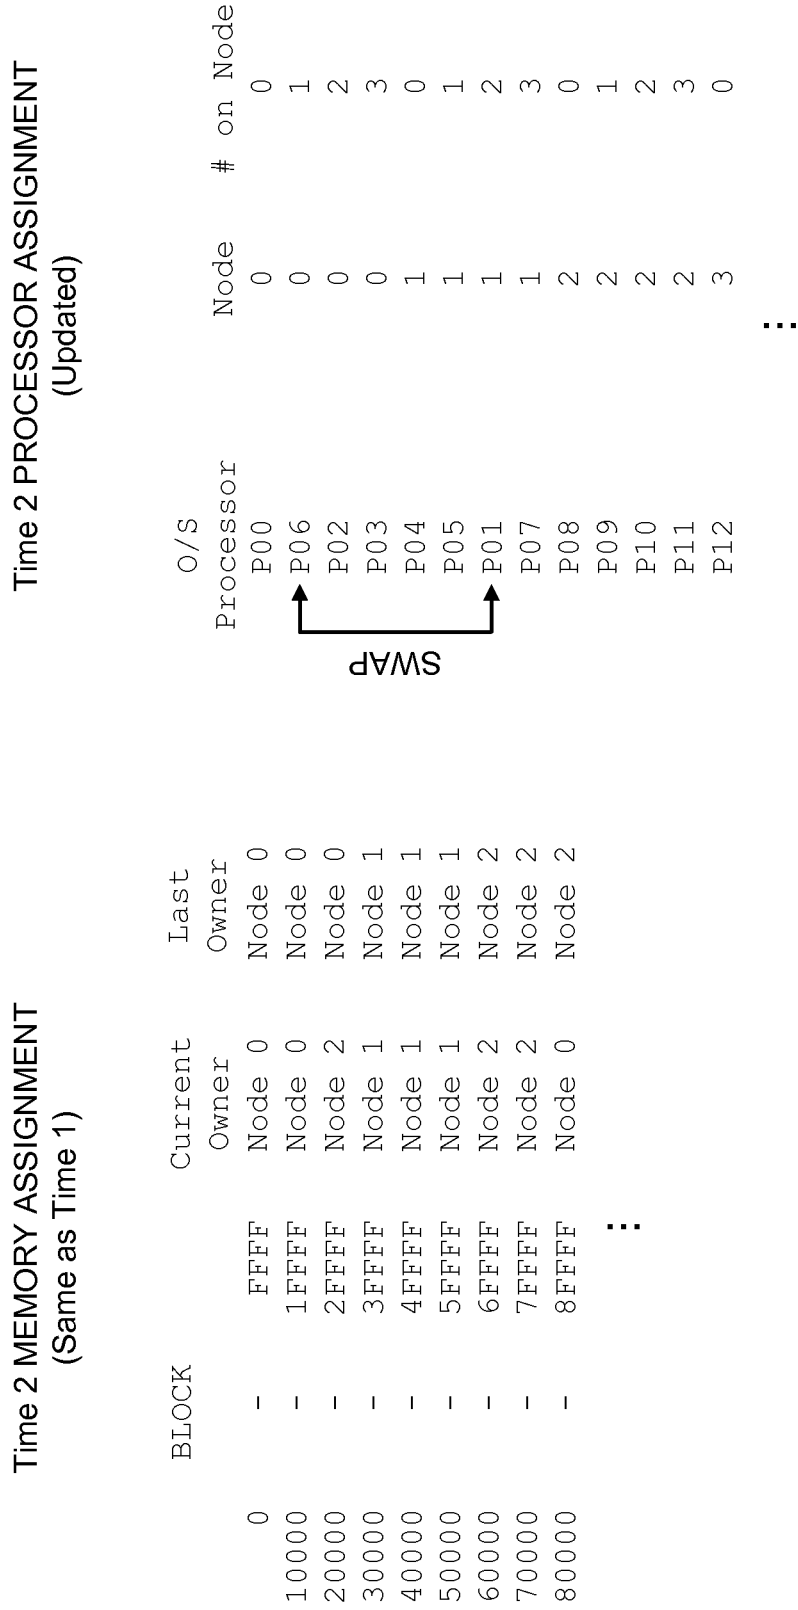 Time 2 MEMORY ASSIGNMENT
(Same as Time 1)
BLOCK Current Last
Owner Owner
0 - FFFF Node 0 Node 0
10000 - 1FFFF Node 0 Node 0
20000 - 2FFFF Node 2 Node 0
30000 - 3FFFF Node 1 Node 1
40000 - 4FFFF Node 1 Node 1
50000 - 5FFFF Node 1 Node 1
60000 - 6FFFF Node 2 Node 2
70000 - 7FFFF Node 2 Node 2
80000 - 8FFFF Node 0 Node 2
...
Time 2 PROCESSOR ASSIGNMENT
(Updated)
O/S
Processor Node # on Node
P00 0 0
P06 0 1
P02 0 2
P03 0 3
P04 1 0
P05 1 1
P01 1 2
P07 1 3
P08 2 0
P09 2 1
P10 2 2
P11 2 3
P12 3 0
...
SWAP